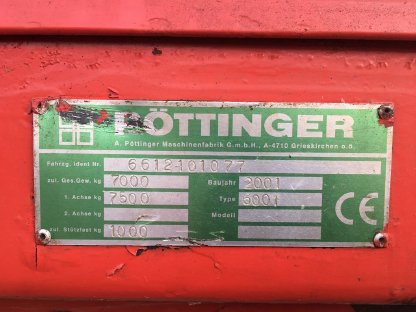 PÖTTINGER
A. Pöttinger Maschinenfabrik G.m.b.H., A-4710 Grieskirchen o.ö.
Fahrzg. ident Nr. 6612101077
zul. Ges.Gew. kg 7000 Baujahr 2001
1. Achse kg 7500 Type
2. Achse kg Modell
zul. Stützlast kg 1000
CE